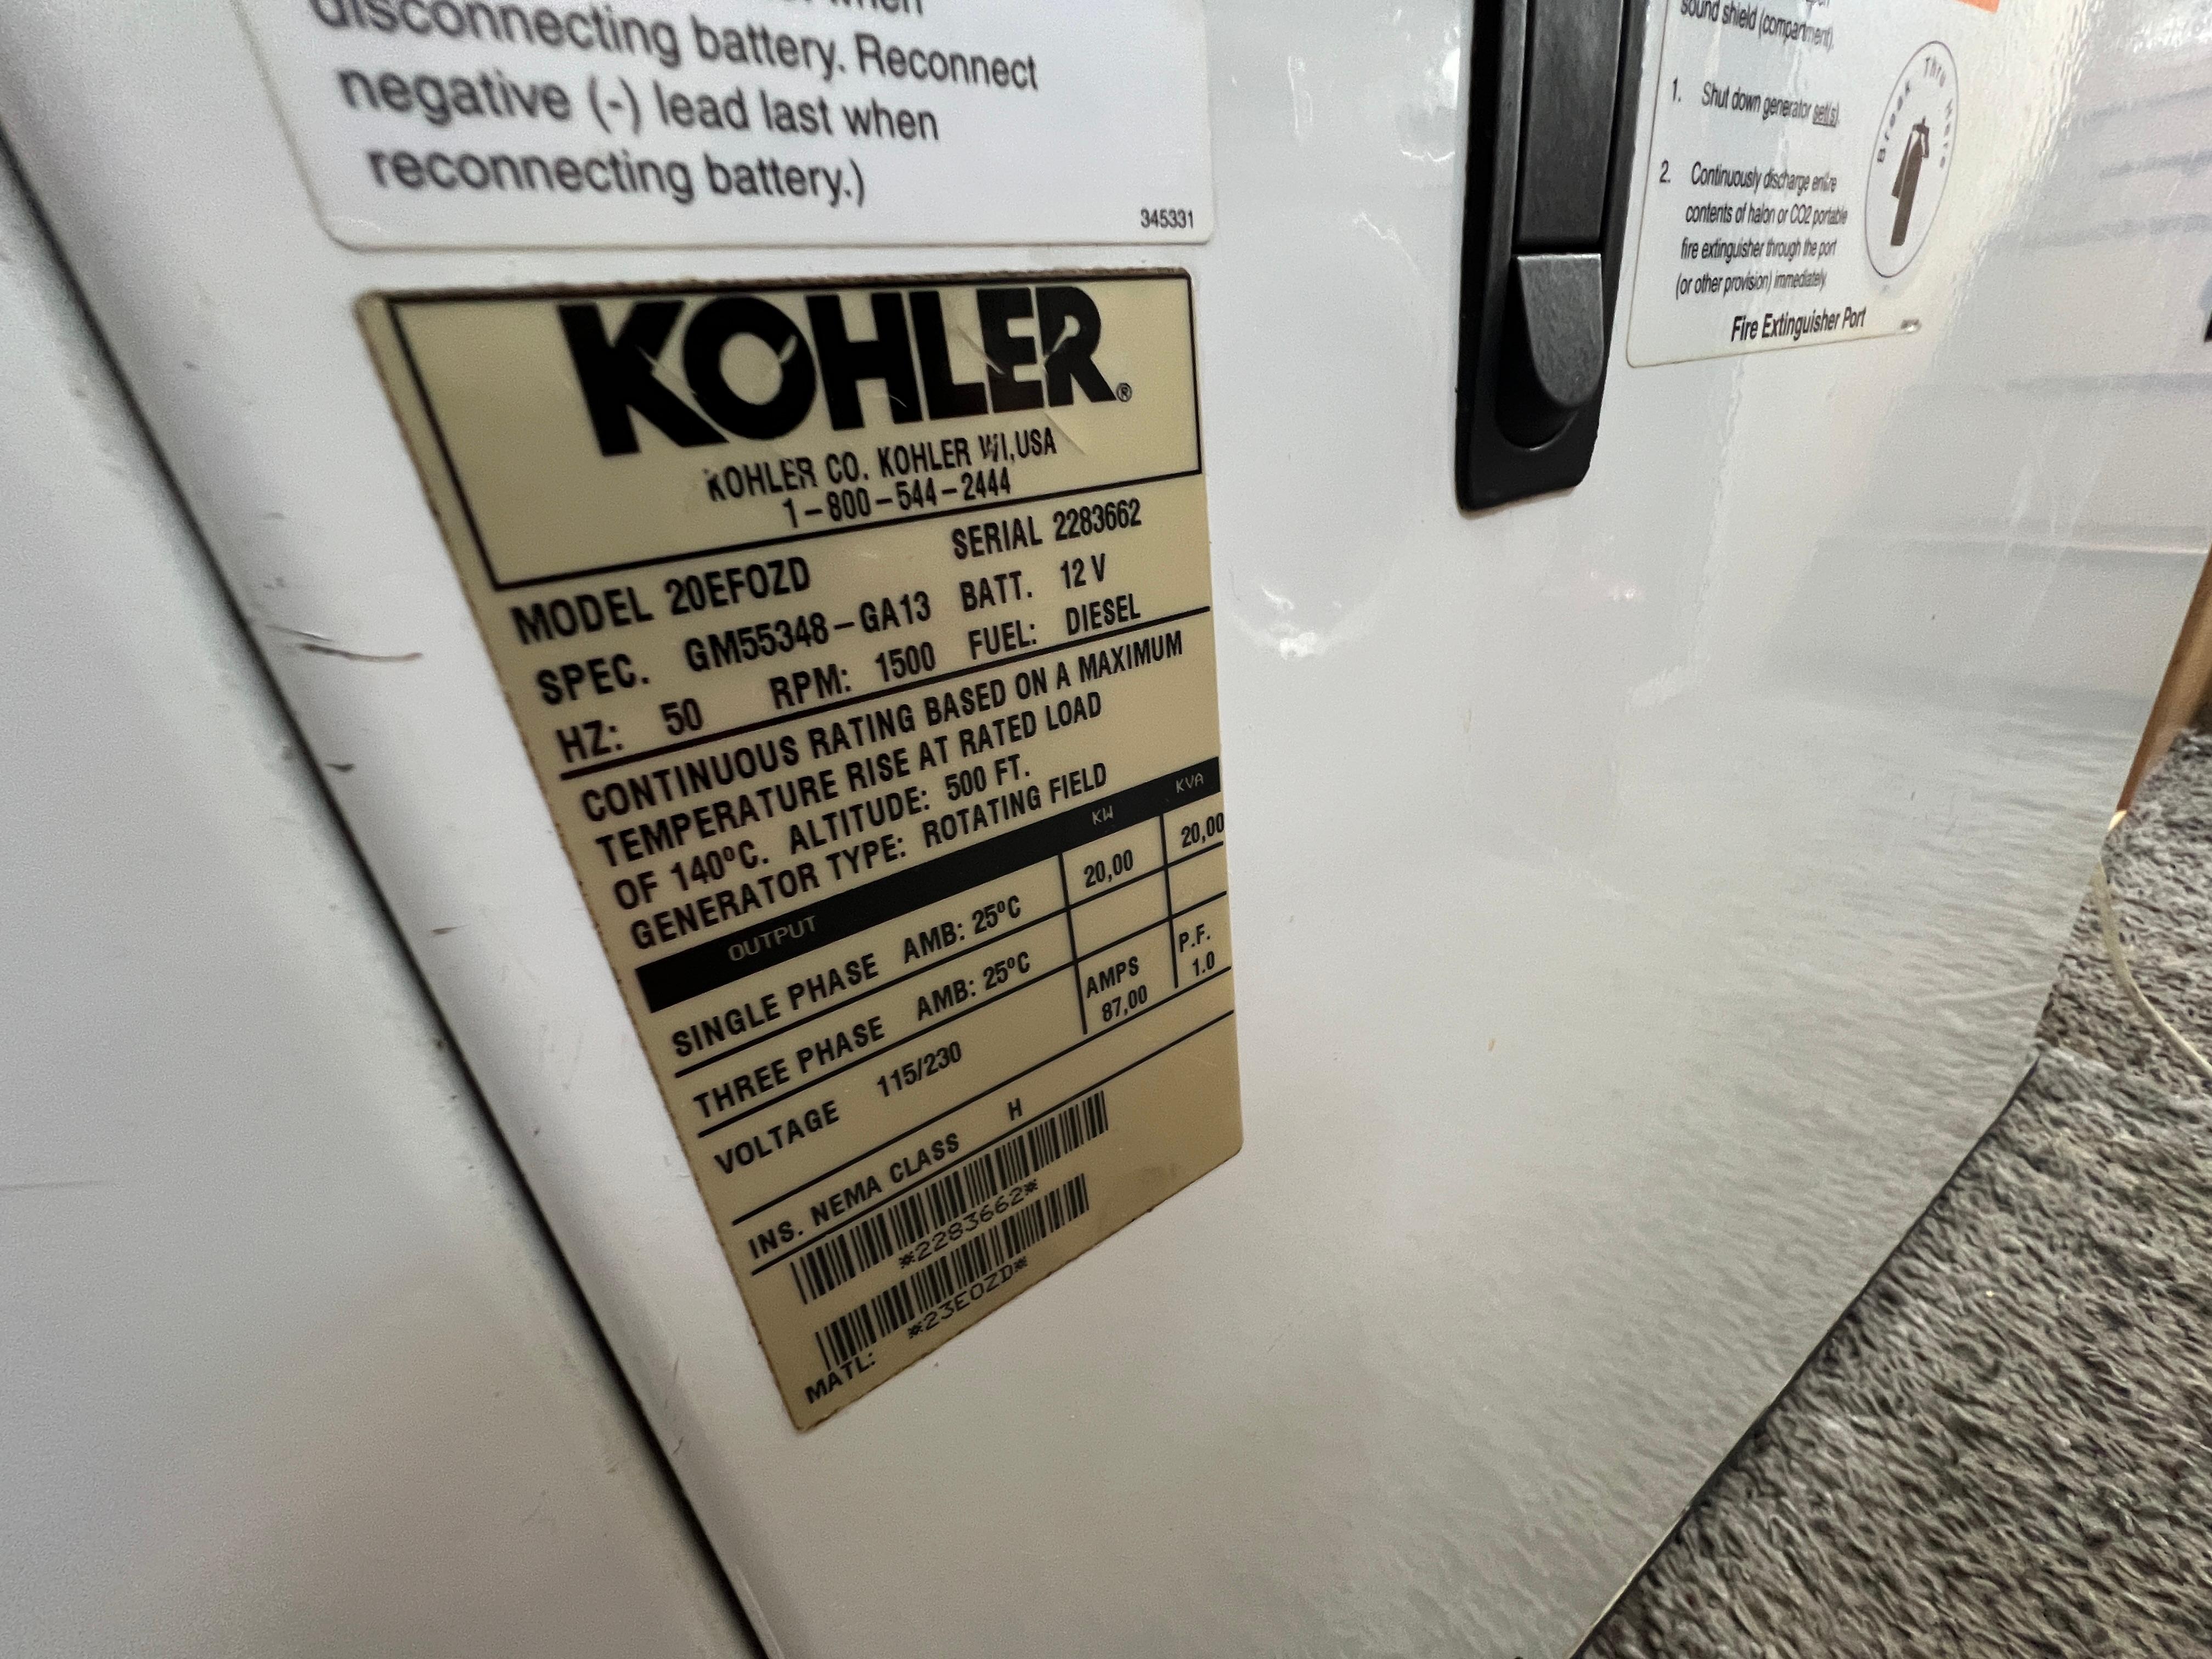 when
disconnecting battery. Reconnect
negative (-) lead last when
reconnecting battery.)
345331
KOHLER®
KOHLER CO. KOHLER WI,USA
1-800-544-2444
MODEL 20EFOZD SERIAL 2283662
SPEC. GM55348-GA13 BATT. 12 V
HZ: 50 RPM: 1500 FUEL: DIESEL
CONTINUOUS RATING BASED ON A MAXIMUM
TEMPERATURE RISE AT RATED LOAD
OF 140ºC. ALTITUDE: 500 FT.
GENERATOR TYPE: ROTATING FIELD
OUTPUT KW KVA
SINGLE PHASE AMB: 25ºC 20,00 20,00
THREE PHASE AMB: 25ºC
VOLTAGE 115/230 AMPS 87,00 P.F. 1.0
INS. NEMA CLASS H
*2283662*
*23EOZD*
MATL:
sound shield (compartment).
1. Shut down generator set(s).
2. Continuously discharge entire
contents of halon or CO2 portable
fire extinguisher through the port
(or other provision) immediately.
Break Thru Here
Fire Extinguisher Port